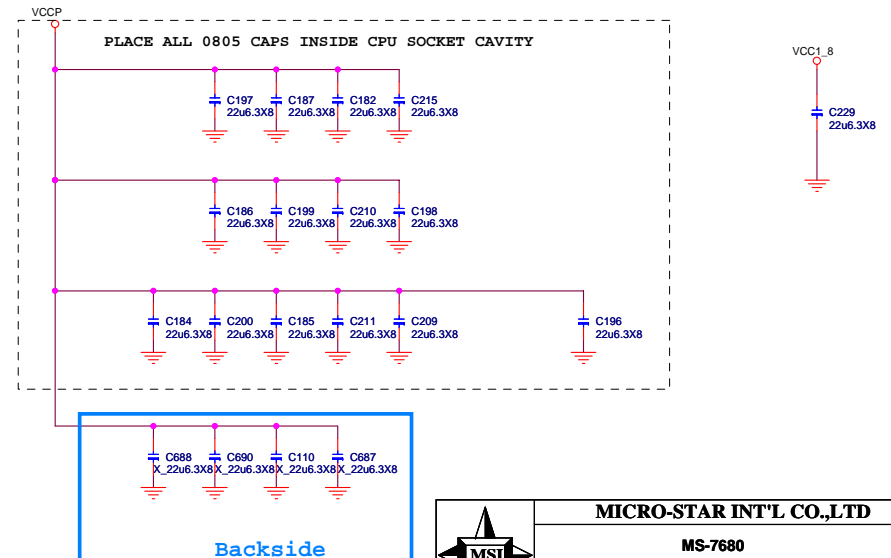 VCCP
PLACE ALL 0805 CAPS INSIDE CPU SOCKET CAVITY
VCC1_8
C197 C187 C182 C215
22u6.3X8 22u6.3X8 22u6.3X8 22u6.3X8
C229
22u6.3X8
C186 C199 C210 C198
22u6.3X8 22u6.3X8 22u6.3X8 22u6.3X8
C184 C200 C185 C211 C209 C196
22u6.3X8 22u6.3X8 22u6.3X8 22u6.3X8 22u6.3X8 22u6.3X8
C688 C690 C110 C687
X_22u6.3X8 X_22u6.3X8 X_22u6.3X8 X_22u6.3X8
Backside
MICRO-STAR INT'L CO.,LTD
MSI
MS-7680